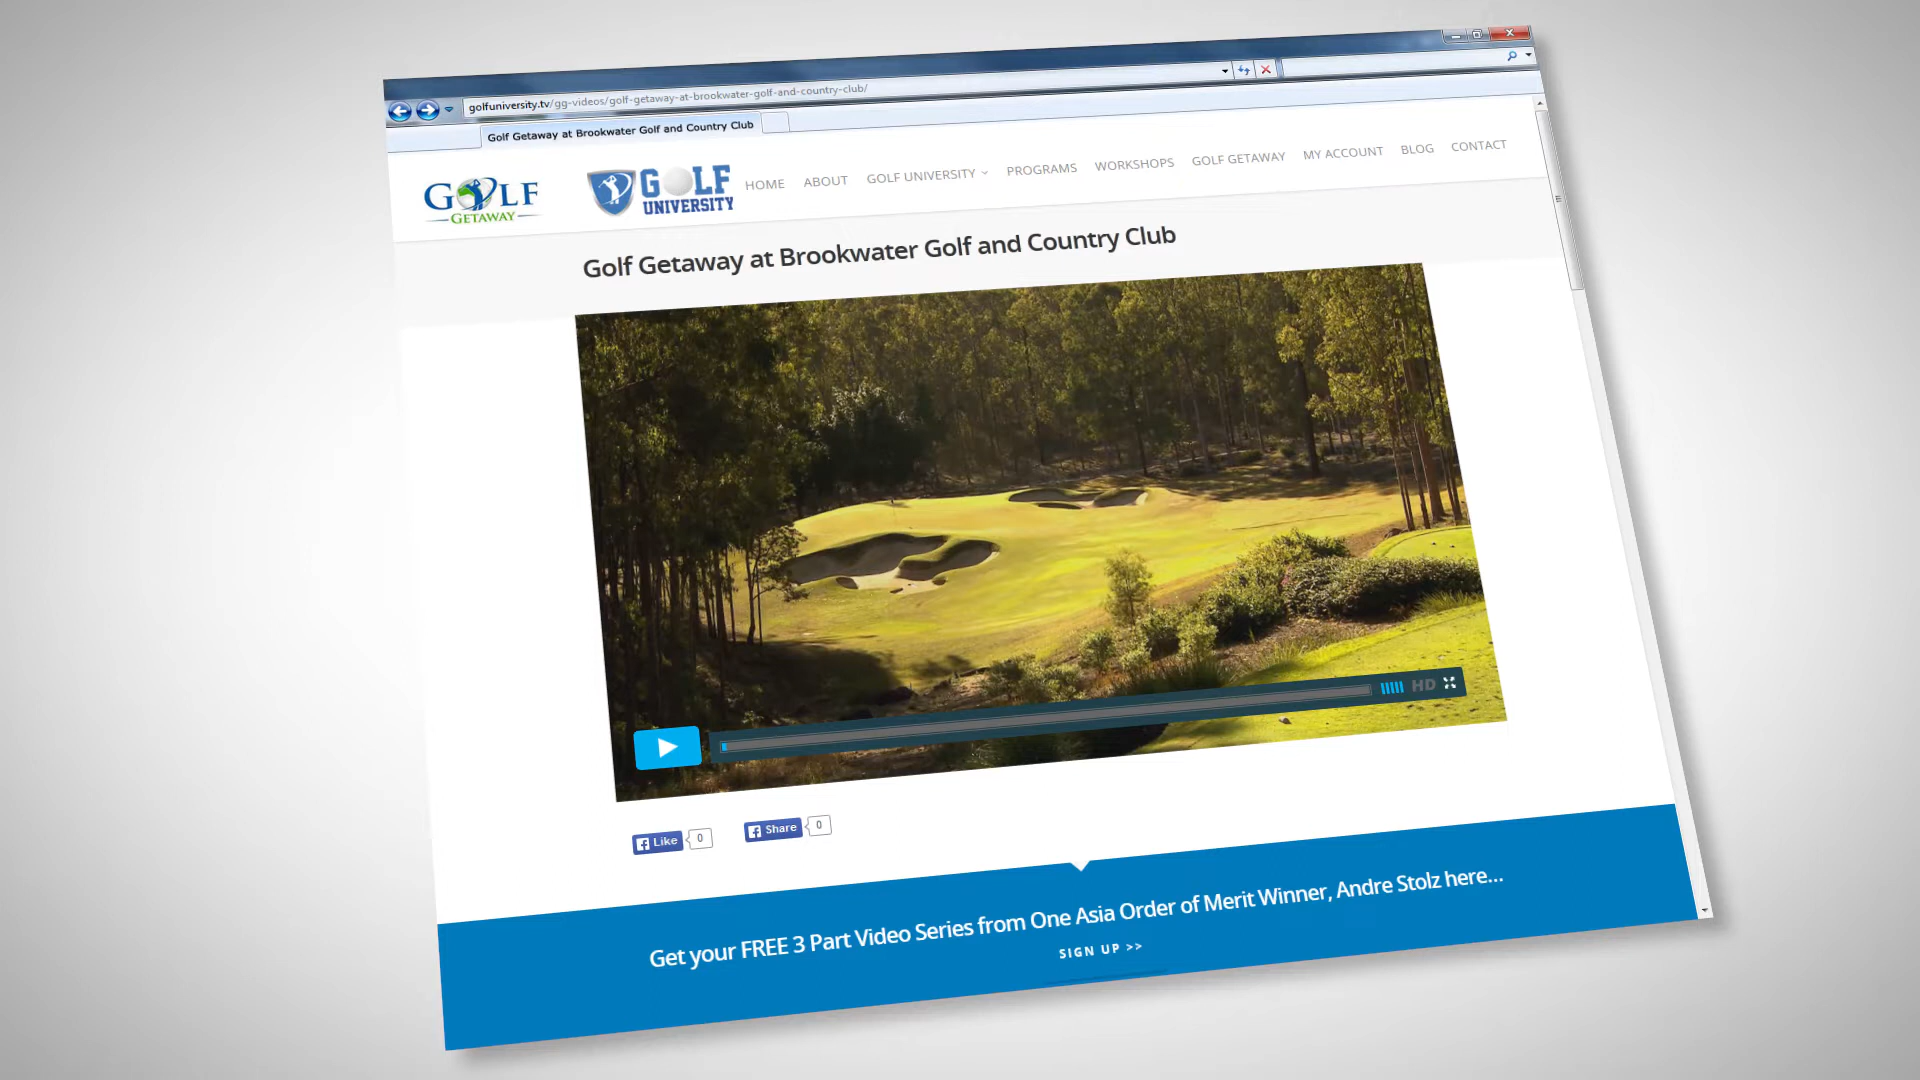 golfuniversity.tv/gg-videos/golf-getaway-at-brookwater-golf-and-country-club/
Golf Getaway at Brookwater Golf and Country Club
GOLF
GETAWAY
GOLF
UNIVERSITY
HOME ABOUT GOLF UNIVERSITY PROGRAMS WORKSHOPS GOLF GETAWAY MY ACCOUNT BLOG CONTACT
Golf Getaway at Brookwater Golf and Country Club
HD
Like 0 Share 0
Get your FREE 3 Part Video Series from One Asia Order of Merit Winner, Andre Stolz here...
SIGN UP >>